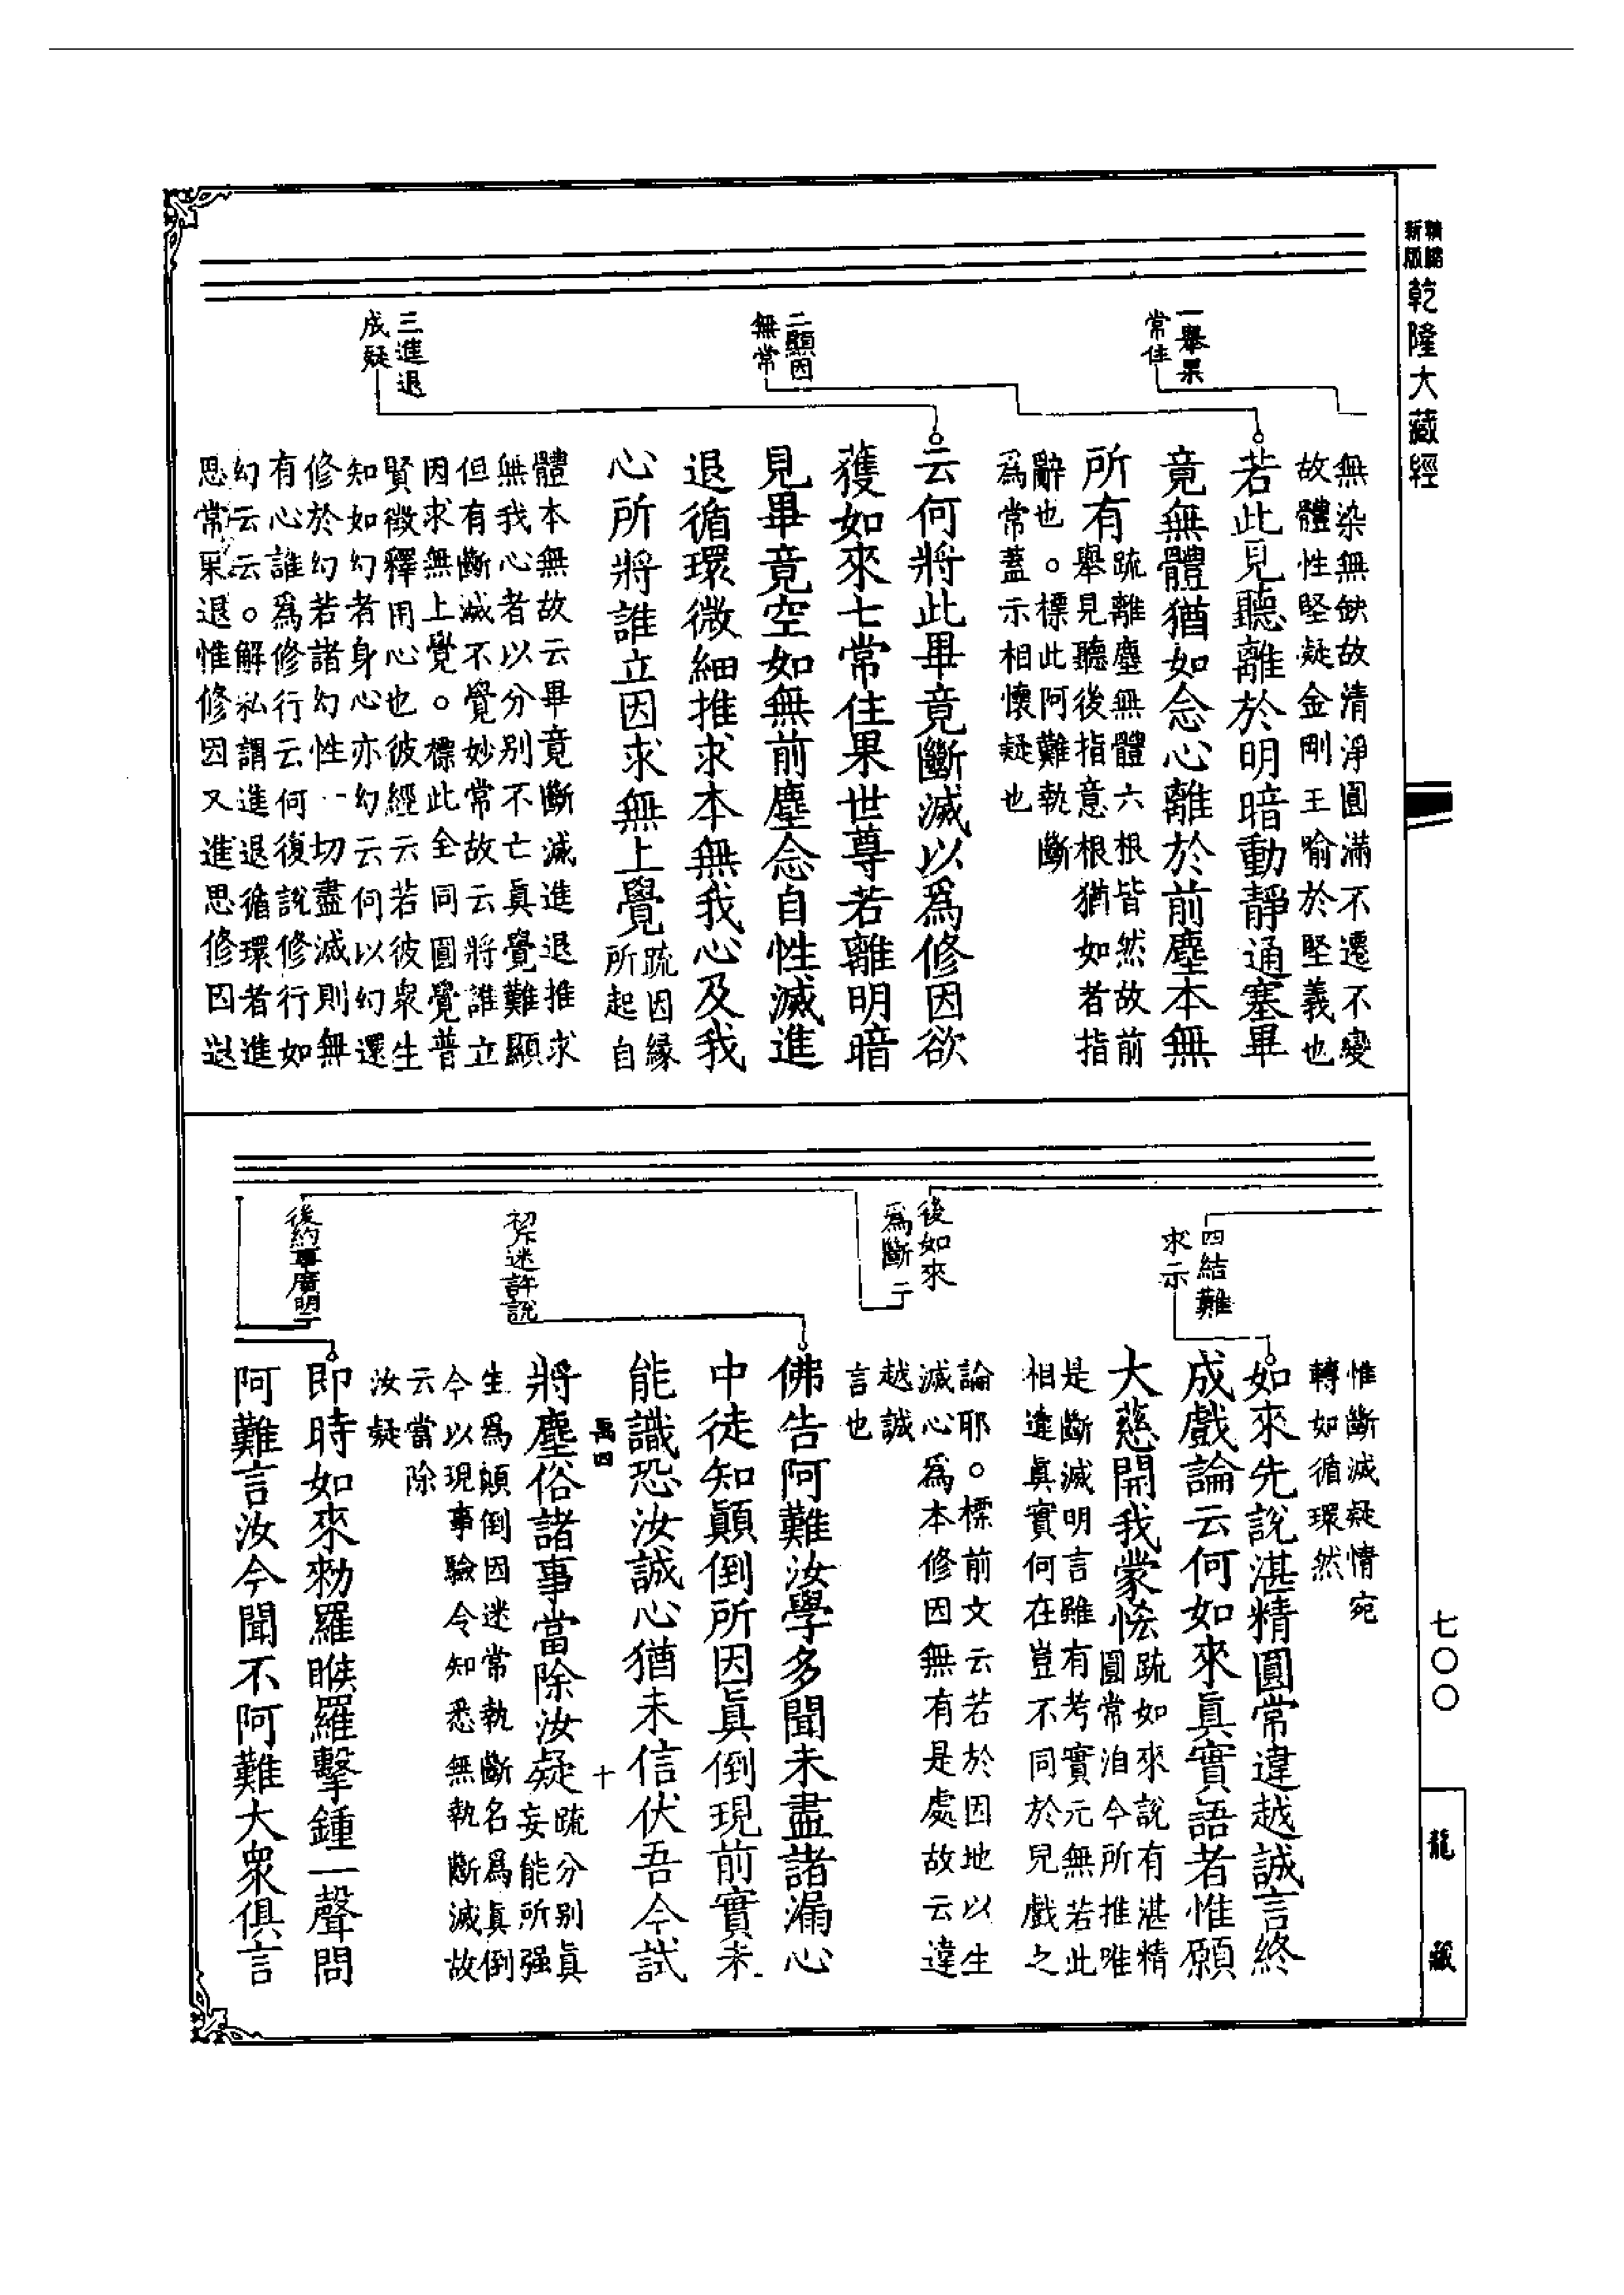 新版
精縮
乾隆大藏經
一舉果
常住
二顯因
無常
三進退
成疑
無染無缺故清淨圓滿不遷不變
故體性堅疑金剛王喻於堅義也
若此見聽離於明暗動靜通塞畢
竟無體猶如念心離於前塵本無
所有疏離塵無體六根皆然故前
舉見聽後指意根猶如者指
辭也。標此阿難執斷
爲常蓋示相懷疑也
云何將此畢竟斷滅以爲修因欲
獲如來七常住果世尊若離明暗
見畢竟空如無前塵念自性滅進
退循環微細推求本無我心及我
心所將誰立因求無上覺疏因縁
所起自
體本無故云畢竟斷滅進退推求
無我心者以分別不亡眞覺難顯
但有斷滅不覺妙常故云將誰立
因求無上覺。標此全同圓覺普
賢徵釋用心也彼經云若彼衆生
知如幻者身心亦幻云何以幻還
修於幻若諸幻性一切盡滅則無
有心誰爲修行云何復說修行如
幻云云。解私謂進退循環者進
思常果退惟修因又進思修因退
四結難
求示
後如來
爲斷二
初斥迷許說
後約事廣明二
惟斷滅疑情宛
轉如循環然
如來先說湛精圓常違越誠言終
成戲論云何如來眞實語者惟願
大慈開我蒙悋疏如來說有湛精
圓常洎今所推唯
是斷滅明言雖有考實元無若此
相違眞實何在豈不同於兒戲之
論耶。標前文云若於因地以生
滅心爲本修因無有是處故云違
越誠
言也
佛告阿難汝學多聞未盡諸漏心
中徒知顛倒所因眞倒現前實未
能識恐汝誠心猶未信伏吾今試
十
將塵俗諸事當除汝疑疏分別眞
妄能所强
生爲顛倒因迷常執斷名爲眞倒
今以現事驗令知悉無執斷滅故
云當除
汝疑
即時如來勑羅睺羅擊鍾一聲問
阿難言汝今聞不阿難大衆俱言
七〇〇
龍藏